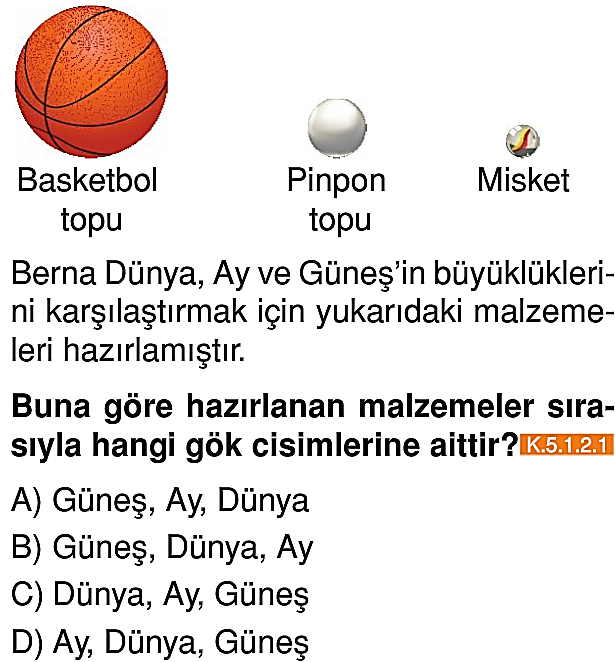 Basketbol topu
Pinpon topu
Misket
Berna Dünya, Ay ve Güneş'in büyüklükleri-
ni karşılaştırmak için yukarıdaki malzeme-
leri hazırlamıştır.
Buna göre hazırlanan malzemeler sıra-
sıyla hangi gök cisimlerine aittir? K.5.1.2.1
A) Güneş, Ay, Dünya
B) Güneş, Dünya, Ay
C) Dünya, Ay, Güneş
D) Ay, Dünya, Güneş